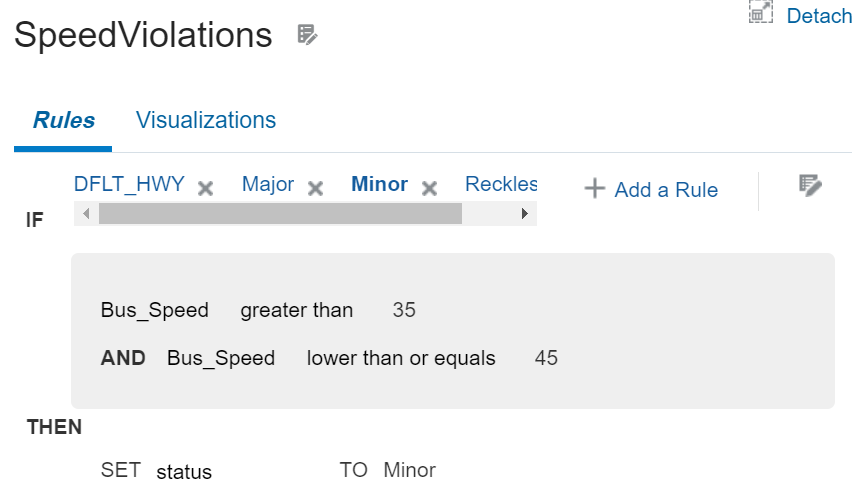 Detach
SpeedViolations
Rules Visualizations
DFLT_HWY Major Minor Reckles
Add a Rule
IF
Bus_Speed greater than 35
AND Bus_Speed lower than or equals 45
THEN
SET status TO Minor